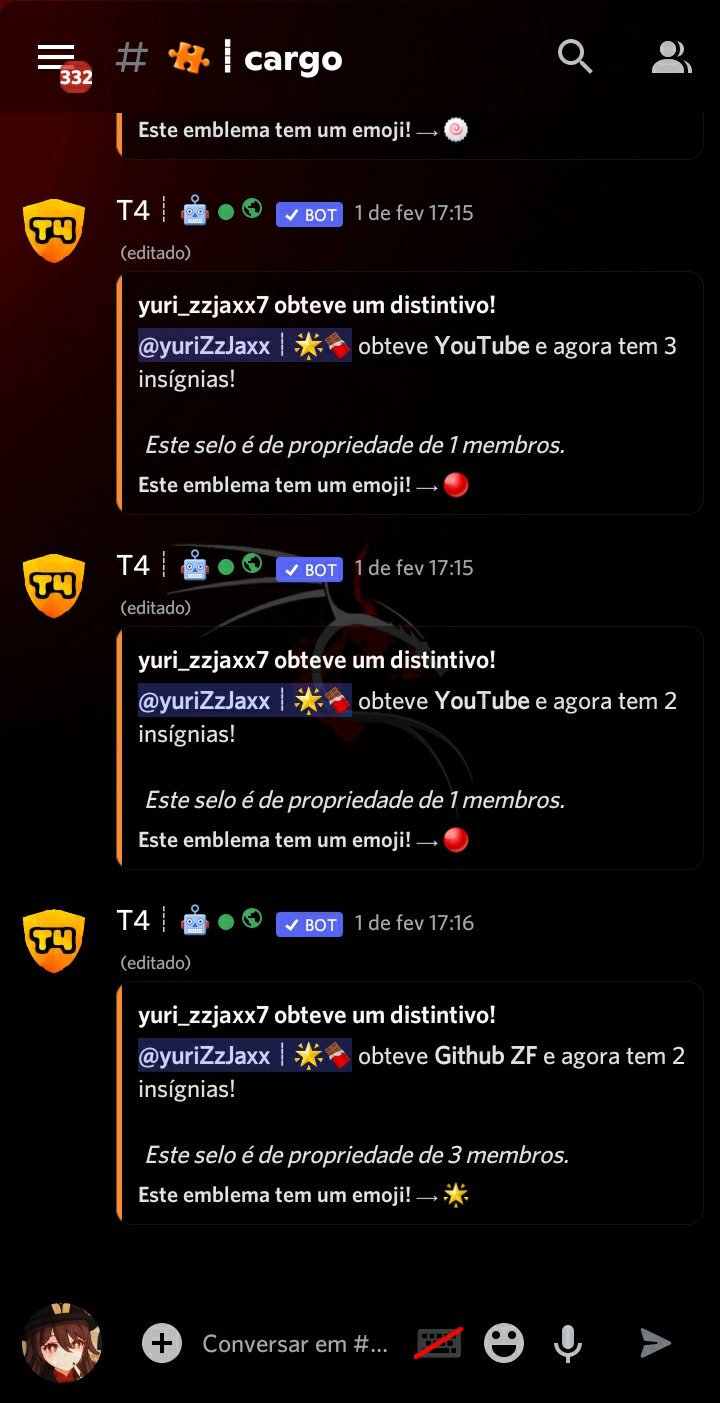 332
# 🧩 ┋ cargo
Este emblema tem um emoji! → 🍥
T4 ┊ 🤖 BOT 1 de fev 17:15
(editado)
yuri_zzjaxx7 obteve um distintivo!
@yuriZzJaxx ┊ 🌟🍫 obteve YouTube e agora tem 3
insígnias!
Este selo é de propriedade de 1 membros.
Este emblema tem um emoji! → 🔴
T4 ┊ 🤖 BOT 1 de fev 17:15
(editado)
yuri_zzjaxx7 obteve um distintivo!
@yuriZzJaxx ┊ 🌟🍫 obteve YouTube e agora tem 2
insígnias!
Este selo é de propriedade de 1 membros.
Este emblema tem um emoji! → 🔴
T4 ┊ 🤖 BOT 1 de fev 17:16
(editado)
yuri_zzjaxx7 obteve um distintivo!
@yuriZzJaxx ┊ 🌟🍫 obteve Github ZF e agora tem 2
insígnias!
Este selo é de propriedade de 3 membros.
Este emblema tem um emoji! → 🌟
Conversar em #...